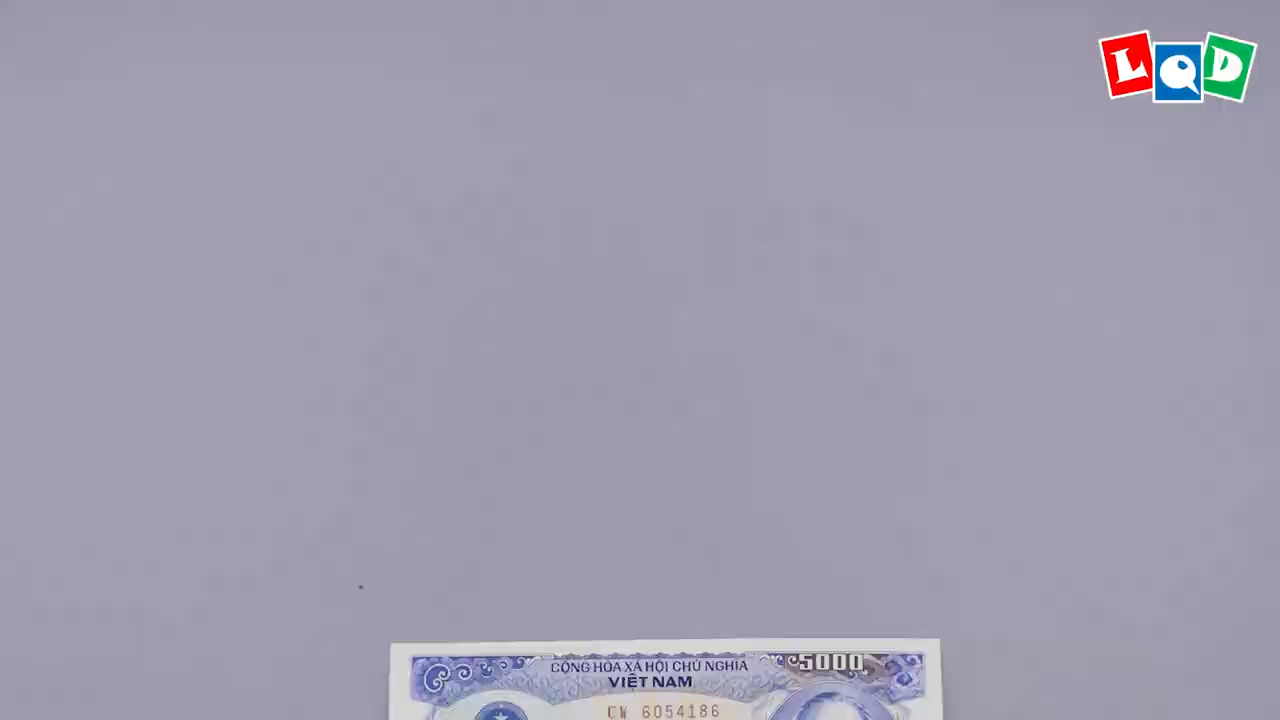 LQD
CỘNG HÒA XÃ HỘI CHỦ NGHĨA
5000
VIỆT NAM
CW 6054186